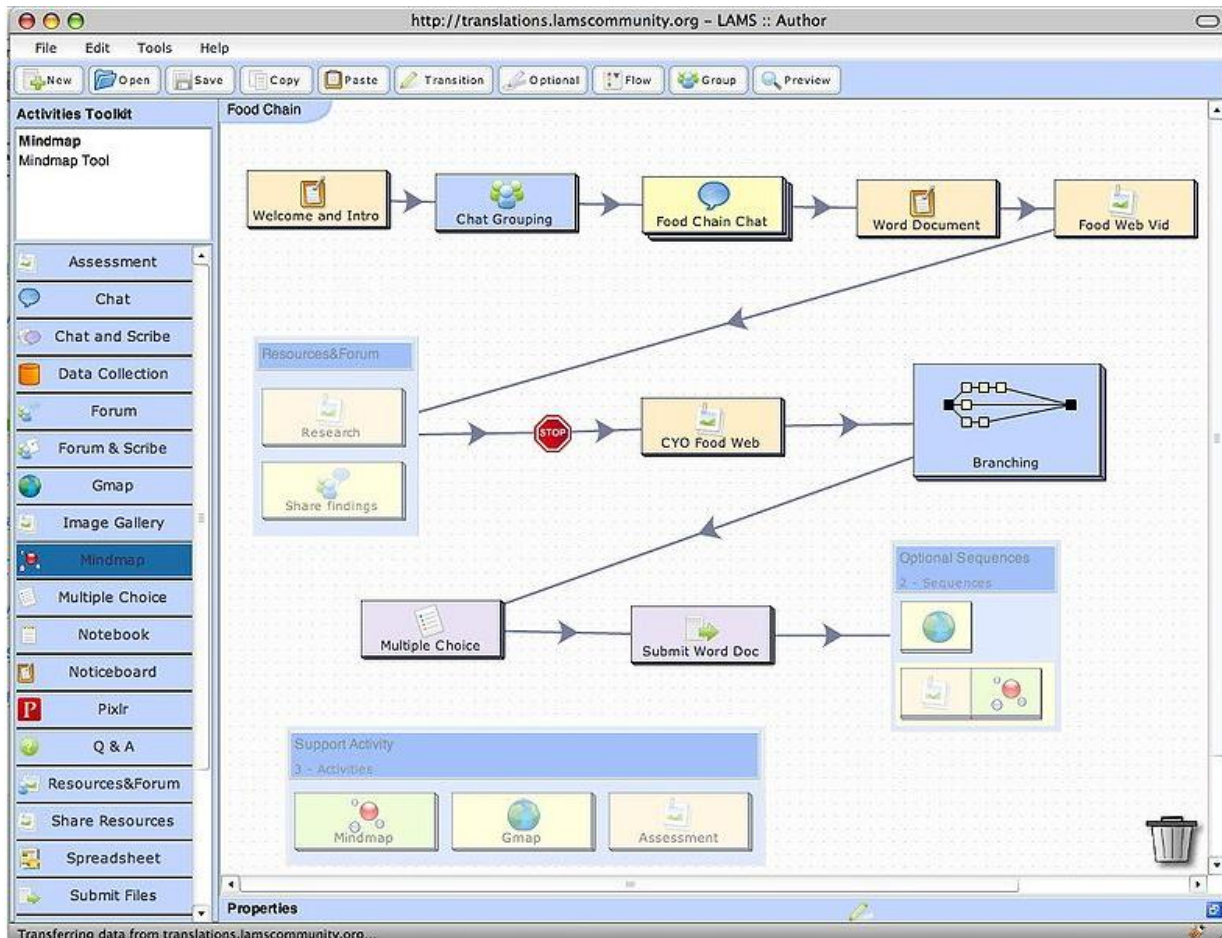 http://translations.lamscommunity.org – LAMS :: Author
File Edit Tools Help
New Open Save Copy Paste Transition Optional Flow Group Preview
Activities Toolkit
Mindmap
Mindmap Tool
Assessment
Chat
Chat and Scribe
Data Collection
Forum
Forum & Scribe
Gmap
Image Gallery
Mindmap
Multiple Choice
Notebook
Noticeboard
P Pixlr
Q & A
Resources&Forum
Share Resources
Spreadsheet
Submit Files
Food Chain
Welcome and Intro
Chat Grouping
Food Chain Chat
Word Document
Food Web Vid
Resources&Forum
Research
Share findings
STOP
CYO Food Web
Branching
Multiple Choice
Submit Word Doc
Optional Sequences
2 - Sequences
Support Activity
3 - Activities
Mindmap
Gmap
Assessment
Properties
Transferring data from translations.lamscommunity.org...